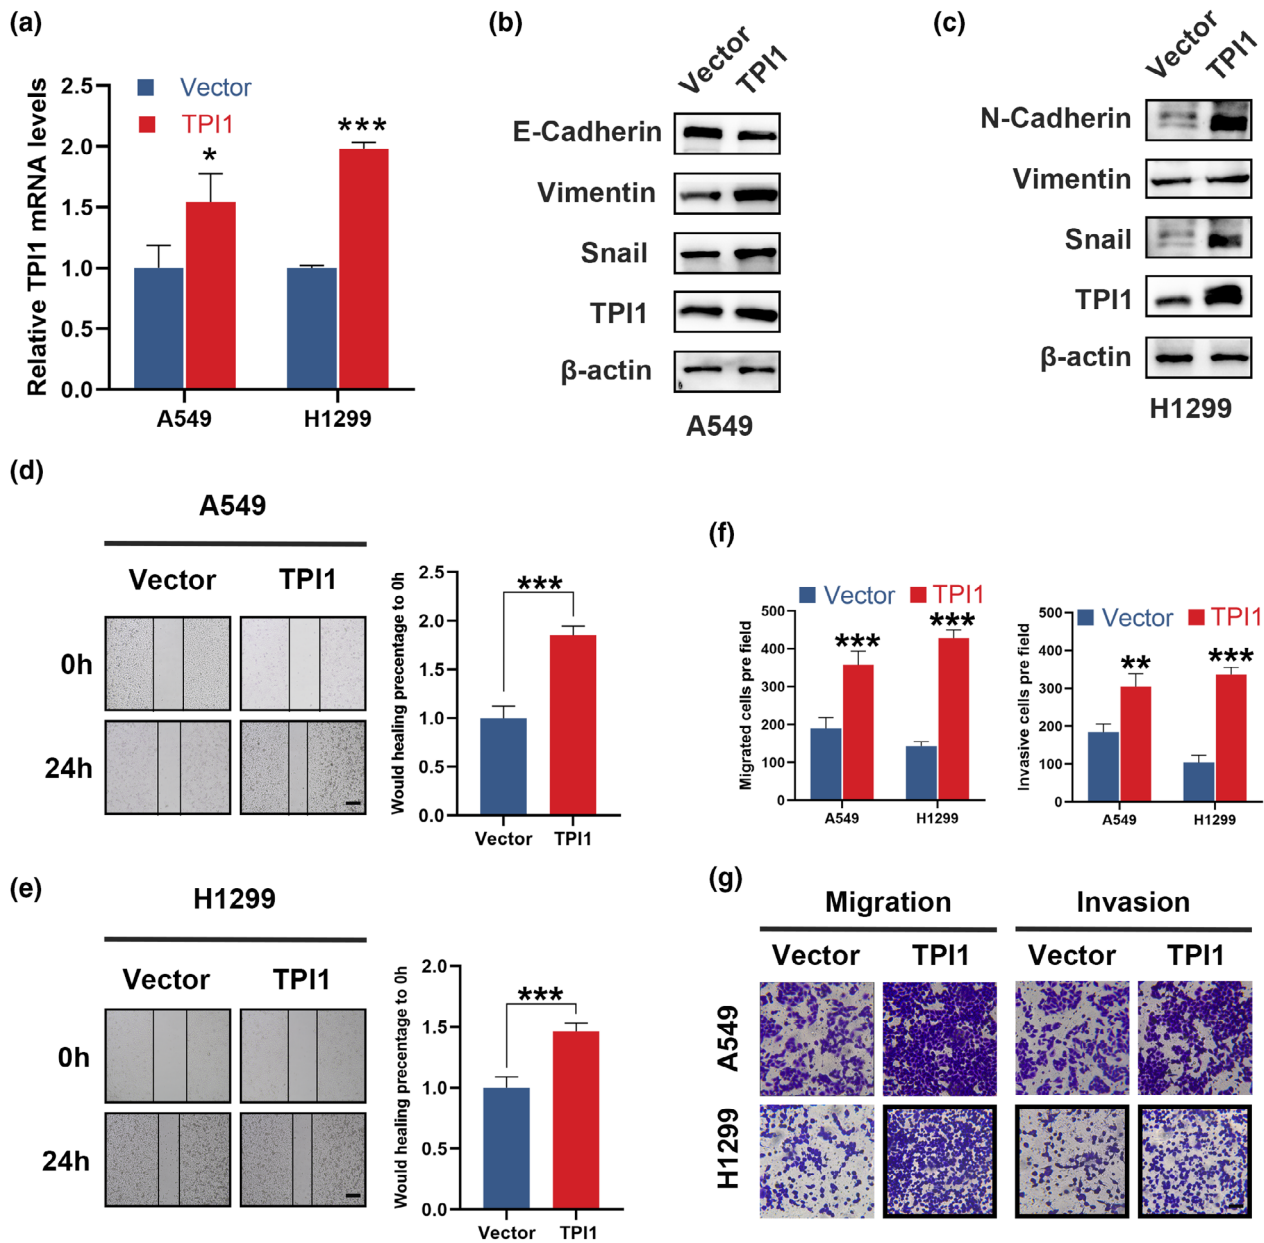 (a)
Relative TPI1 mRNA levels
2.5
2.0
1.5
1.0
0.5
0.0
Vector
TPI1
*
***
A549
H1299
(b)
Vector
TPI1
E-Cadherin
Vimentin
Snail
TPI1
β-actin
A549
(c)
Vector
TPI1
N-Cadherin
Vimentin
Snail
TPI1
β-actin
H1299
(d)
A549
Vector
TPI1
0h
24h
Would healing precentage to 0h
2.5
2.0
1.5
1.0
0.5
0.0
***
Vector
TPI1
(e)
H1299
Vector
TPI1
0h
24h
Would healing precentage to 0h
2.0
1.5
1.0
0.5
0.0
***
Vector
TPI1
(f)
Vector
TPI1
Migrated cells pre field
500
400
300
200
100
0
***
***
A549
H1299
Vector
TPI1
Invasive cells pre field
500
400
300
200
100
0
**
***
A549
H1299
(g)
Migration
Invasion
Vector
TPI1
Vector
TPI1
A549
H1299